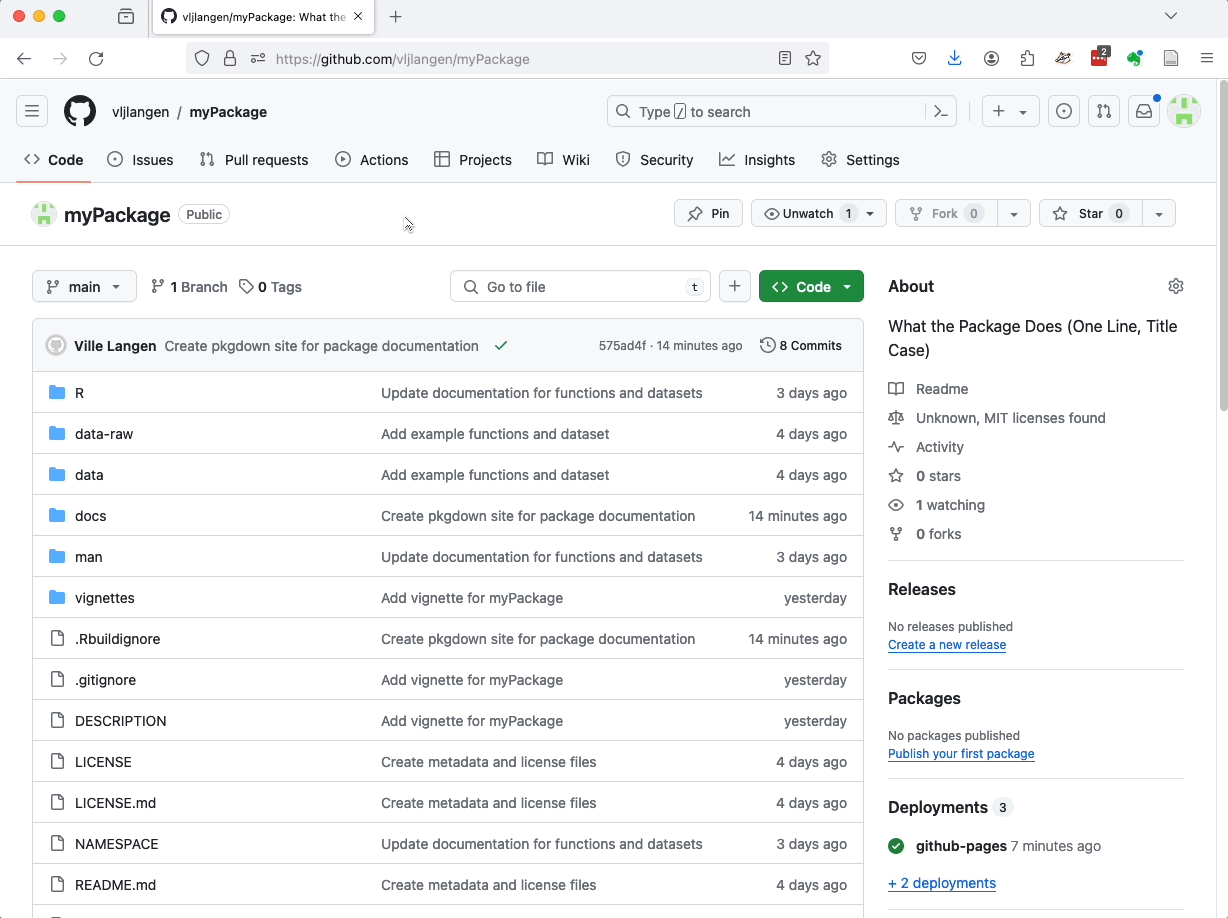 vljlangen/myPackage: What the
https://github.com/vljlangen/myPackage
2
vljlangen / myPackage
Type / to search
Code Issues Pull requests Actions Projects Wiki Security Insights Settings
myPackage Public
Pin Unwatch 1 Fork 0 Star 0
main 1 Branch 0 Tags Go to file t Code
Ville Langen Create pkgdown site for package documentation 575ad4f · 14 minutes ago 8 Commits
R Update documentation for functions and datasets 3 days ago
data-raw Add example functions and dataset 4 days ago
data Add example functions and dataset 4 days ago
docs Create pkgdown site for package documentation 14 minutes ago
man Update documentation for functions and datasets 3 days ago
vignettes Add vignette for myPackage yesterday
.Rbuildignore Create pkgdown site for package documentation 14 minutes ago
.gitignore Add vignette for myPackage yesterday
DESCRIPTION Add vignette for myPackage yesterday
LICENSE Create metadata and license files 4 days ago
LICENSE.md Create metadata and license files 4 days ago
NAMESPACE Update documentation for functions and datasets 3 days ago
README.md Create metadata and license files 4 days ago
About
What the Package Does (One Line, Title
Case)
Readme
Unknown, MIT licenses found
Activity
0 stars
1 watching
0 forks
Releases
No releases published
Create a new release
Packages
No packages published
Publish your first package
Deployments 3
github-pages 7 minutes ago
+ 2 deployments